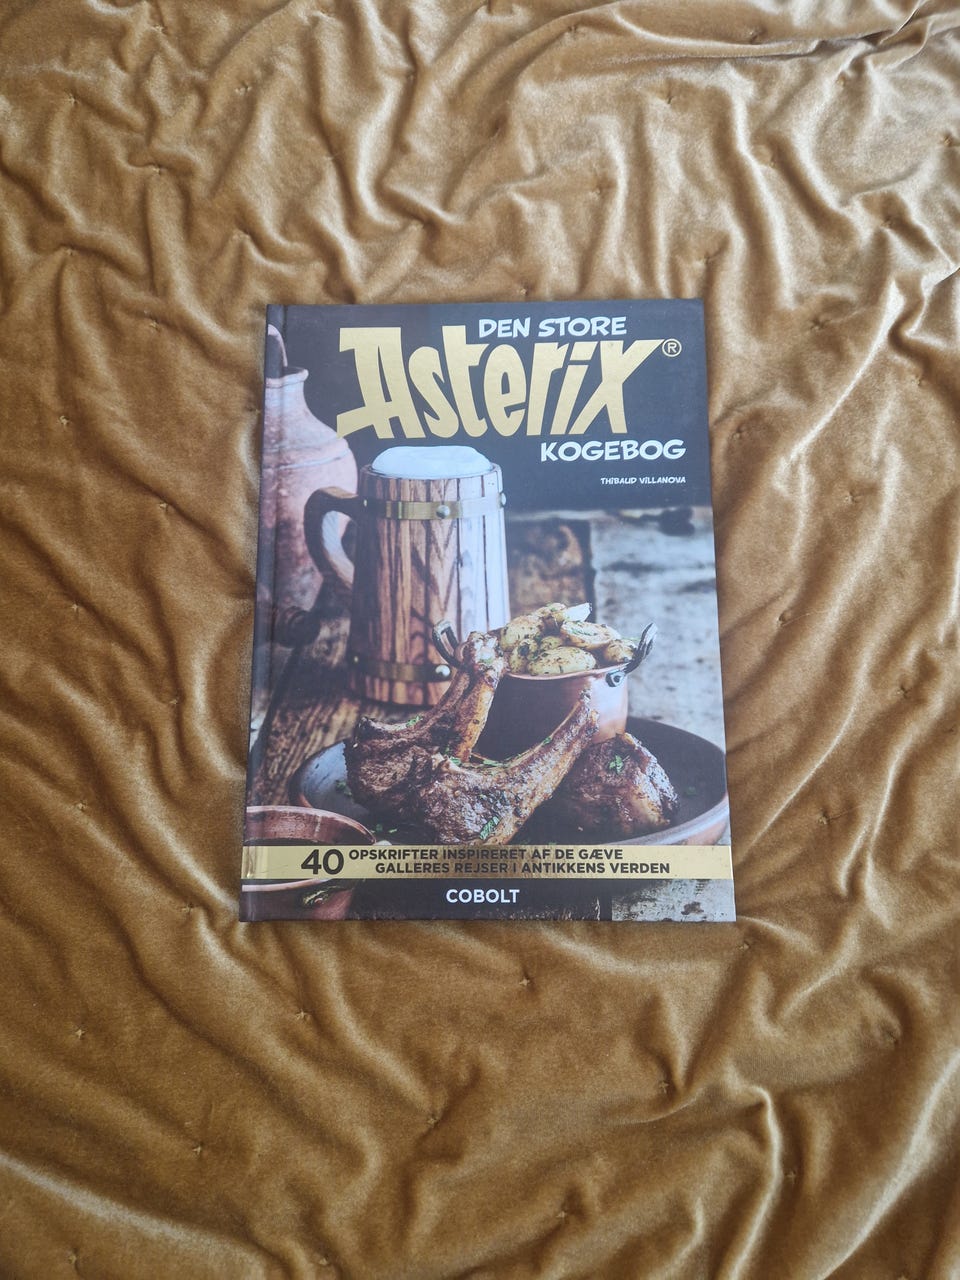 DEN STORE
Asterix®
KOGEBOG
THIBAUD VILLANOVA
40 OPSKRIFTER INSPIRERET AF DE GÆVE
GALLERES REJSER I ANTIKKENS VERDEN
COBOLT